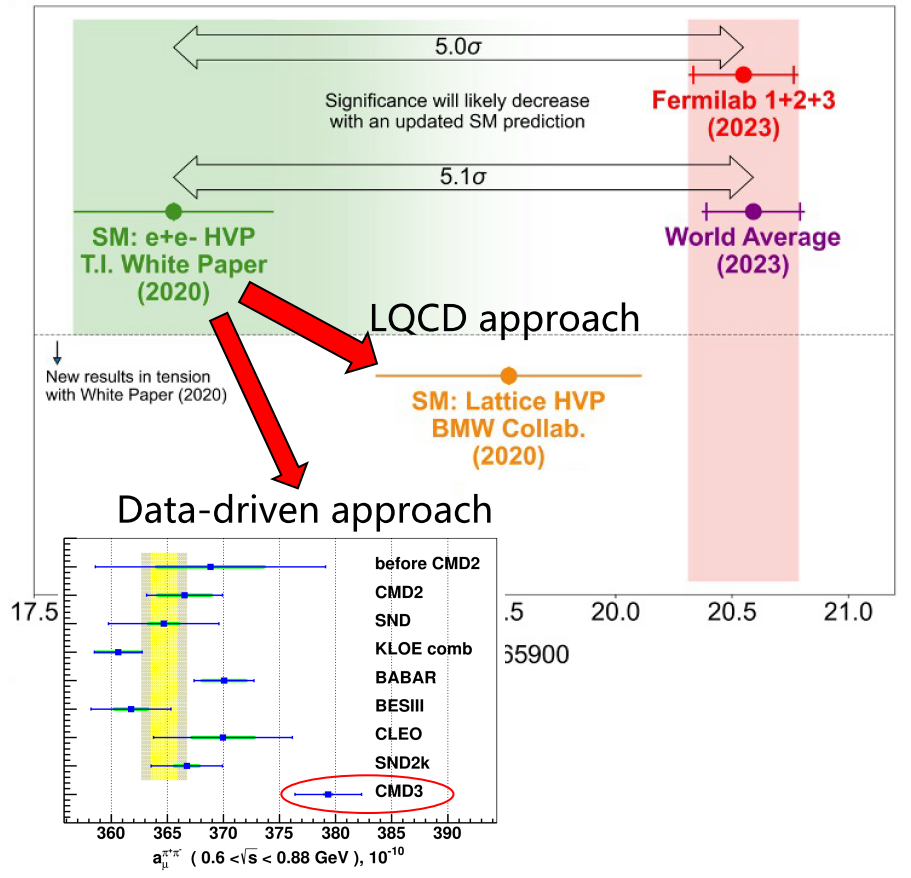 5.0σ
Significance will likely decrease
with an updated SM prediction
Fermilab 1+2+3
(2023)
5.1σ
SM: e+e- HVP
T.I. White Paper
(2020)
World Average
(2023)
LQCD approach
New results in tension
with White Paper (2020)
SM: Lattice HVP
BMW Collab.
(2020)
Data-driven approach
17.5 .5 20.0 20.5 21.0
65900
before CMD2
CMD2
SND
KLOE comb
BABAR
BESIII
CLEO
SND2k
CMD3
360 365 370 375 380 385 390
aμπ⁺π⁻ ( 0.6 <√s < 0.88 GeV ), 10⁻¹⁰